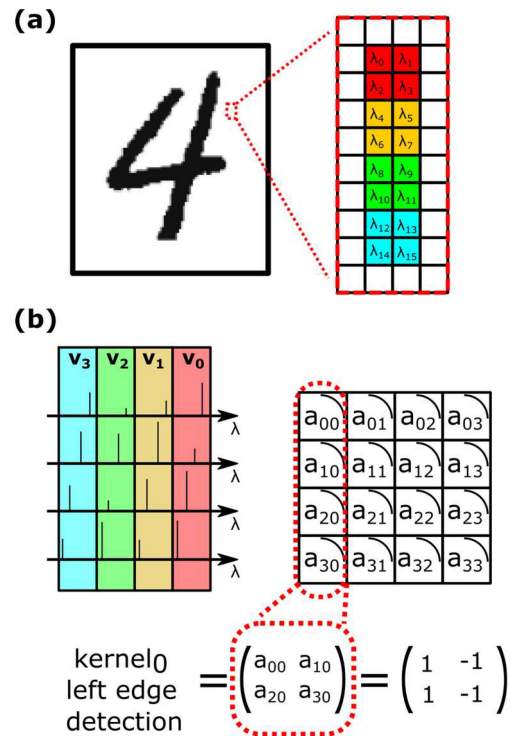 (a)
4
λ₀ λ₁
λ₂ λ₃
λ₄ λ₅
λ₆ λ₇
λ₈ λ₉
λ₁₀ λ₁₁
λ₁₂ λ₁₃
λ₁₄ λ₁₅
(b)
v₃ v₂ v₁ v₀
λ
λ
λ
λ
a₀₀ a₀₁ a₀₂ a₀₃
a₁₀ a₁₁ a₁₂ a₁₃
a₂₀ a₂₁ a₂₂ a₂₃
a₃₀ a₃₁ a₃₂ a₃₃
kernel₀
left edge
detection
= (a₀₀ a₁₀
a₂₀ a₃₀)
= (1 -1
1 -1)